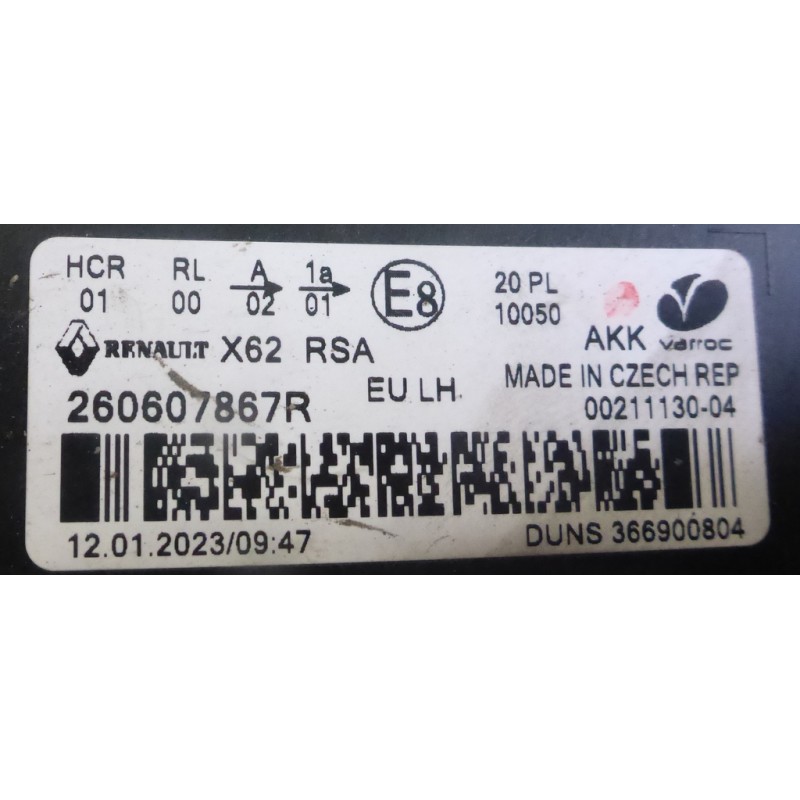 HCR RL A 1a E8 20 PL
01 00 02 01 10050
RENAULT X62 RSA AKK varroc
260607867R EU LH. MADE IN CZECH REP
00211130-04
12.01.2023/09:47 DUNS 366900804